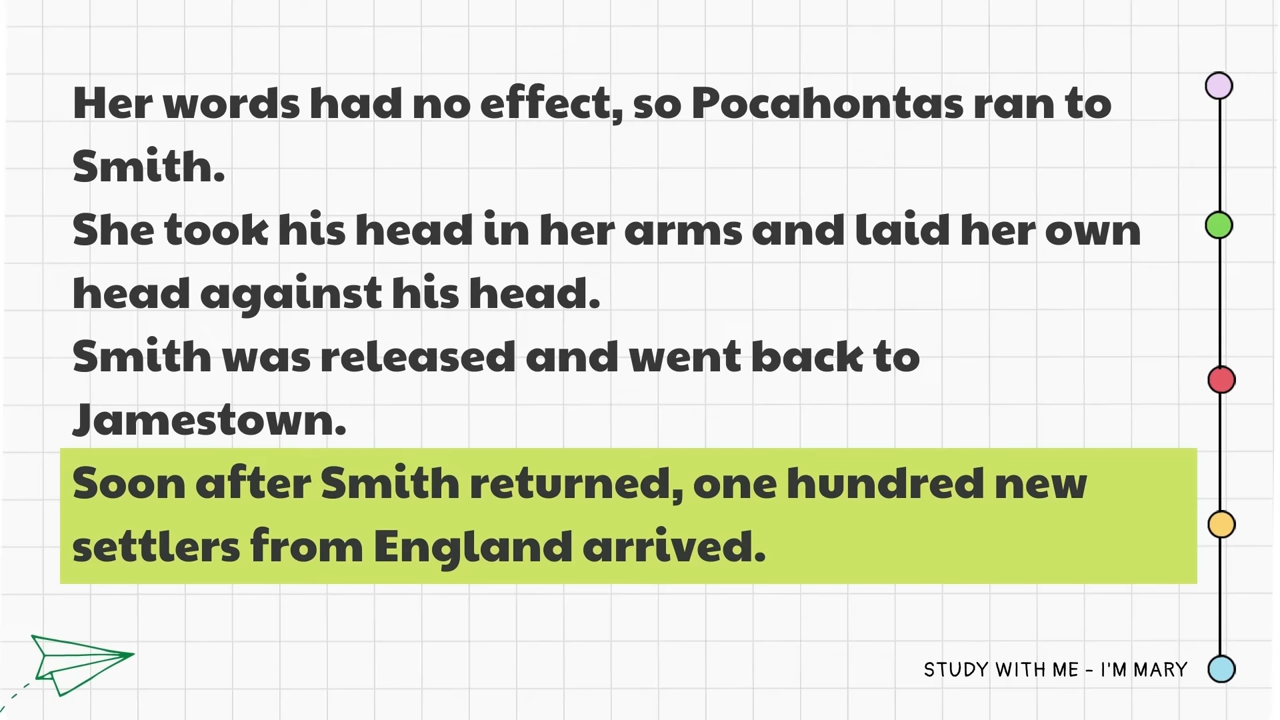 Her words had no effect, so Pocahontas ran to
Smith.
She took his head in her arms and laid her own
head against his head.
Smith was released and went back to
Jamestown.
Soon after Smith returned, one hundred new
settlers from England arrived.
STUDY WITH ME - I'M MARY